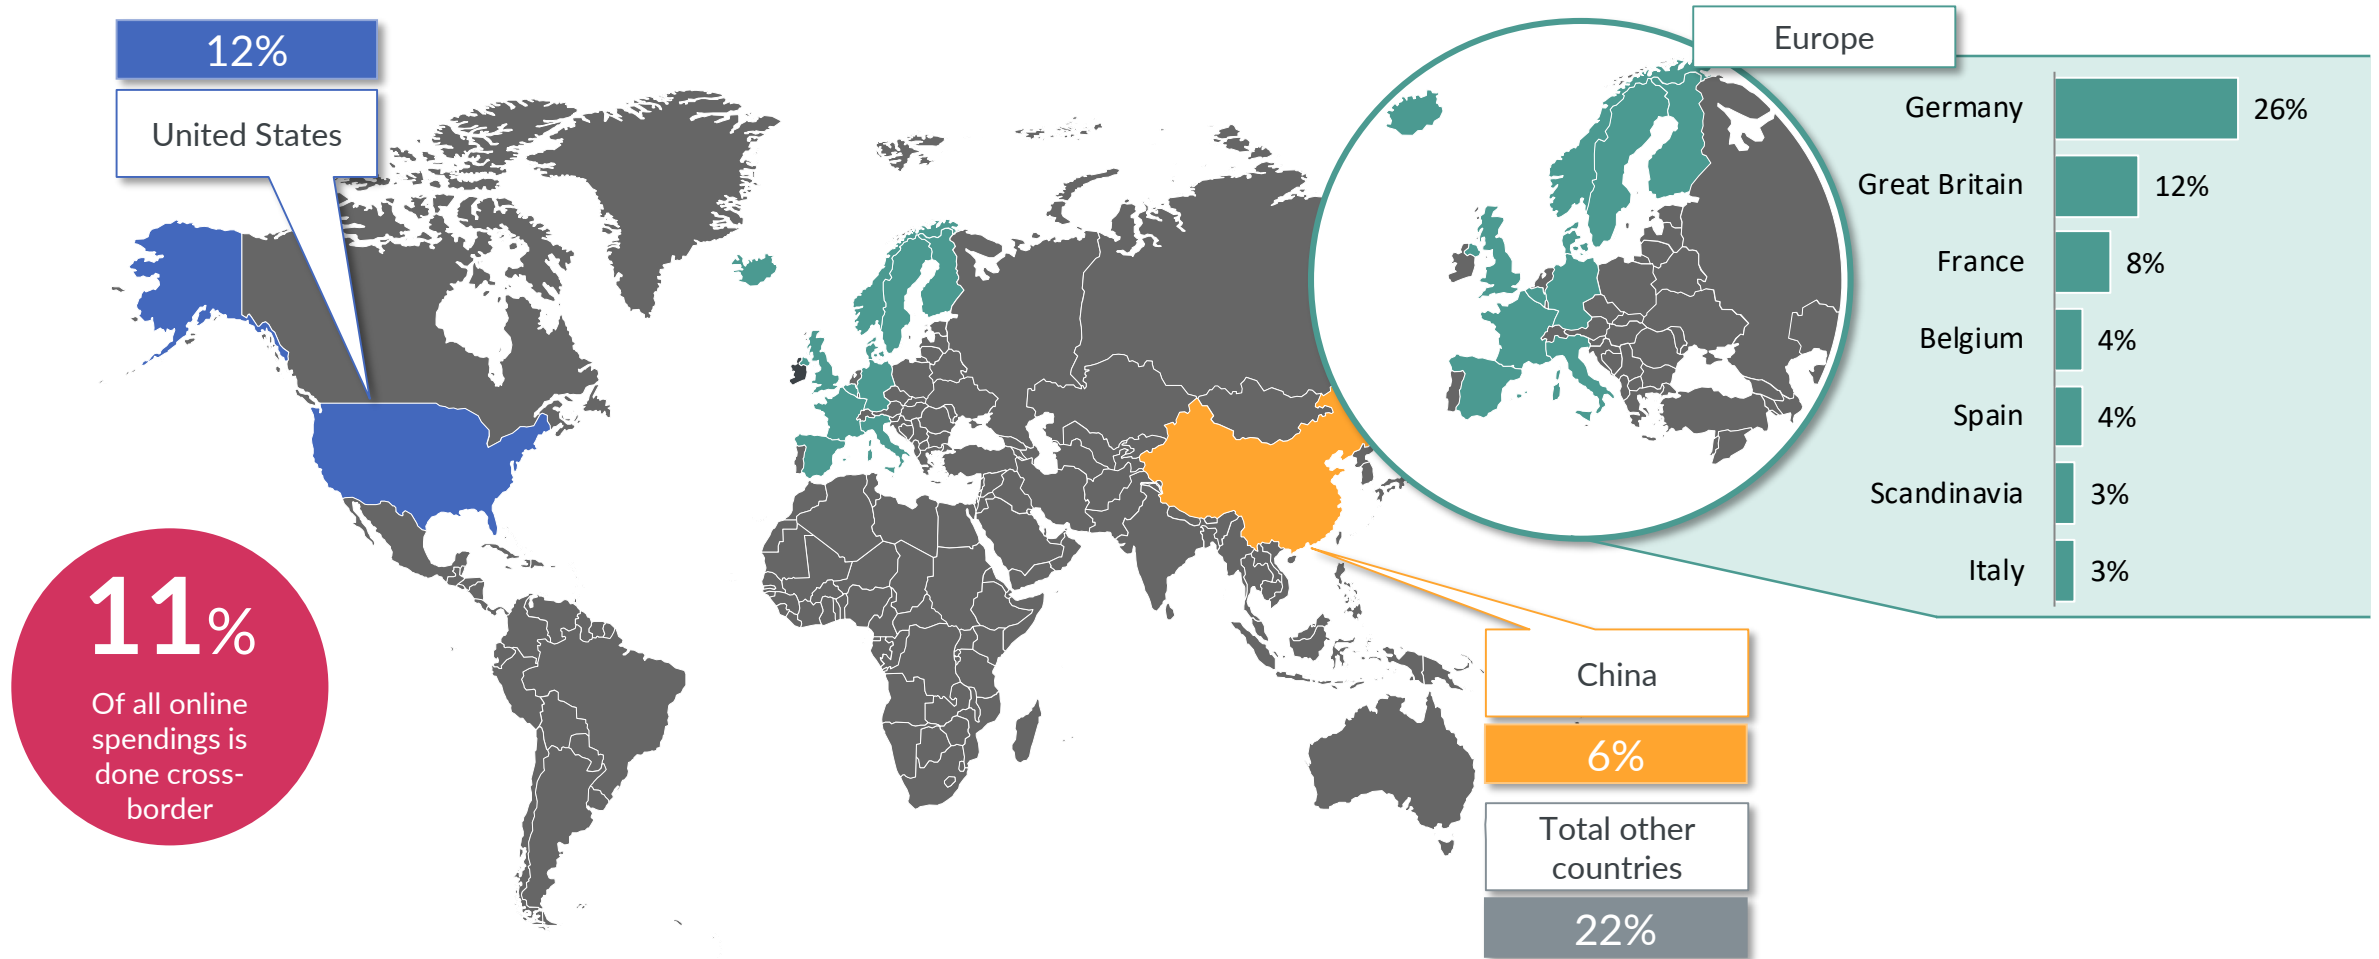 12%
United States
11%
Of all online
spendings is
done cross-
border
Europe
Germany 26%
Great Britain 12%
France 8%
Belgium 4%
Spain 4%
Scandinavia 3%
Italy 3%
China
6%
Total other
countries
22%